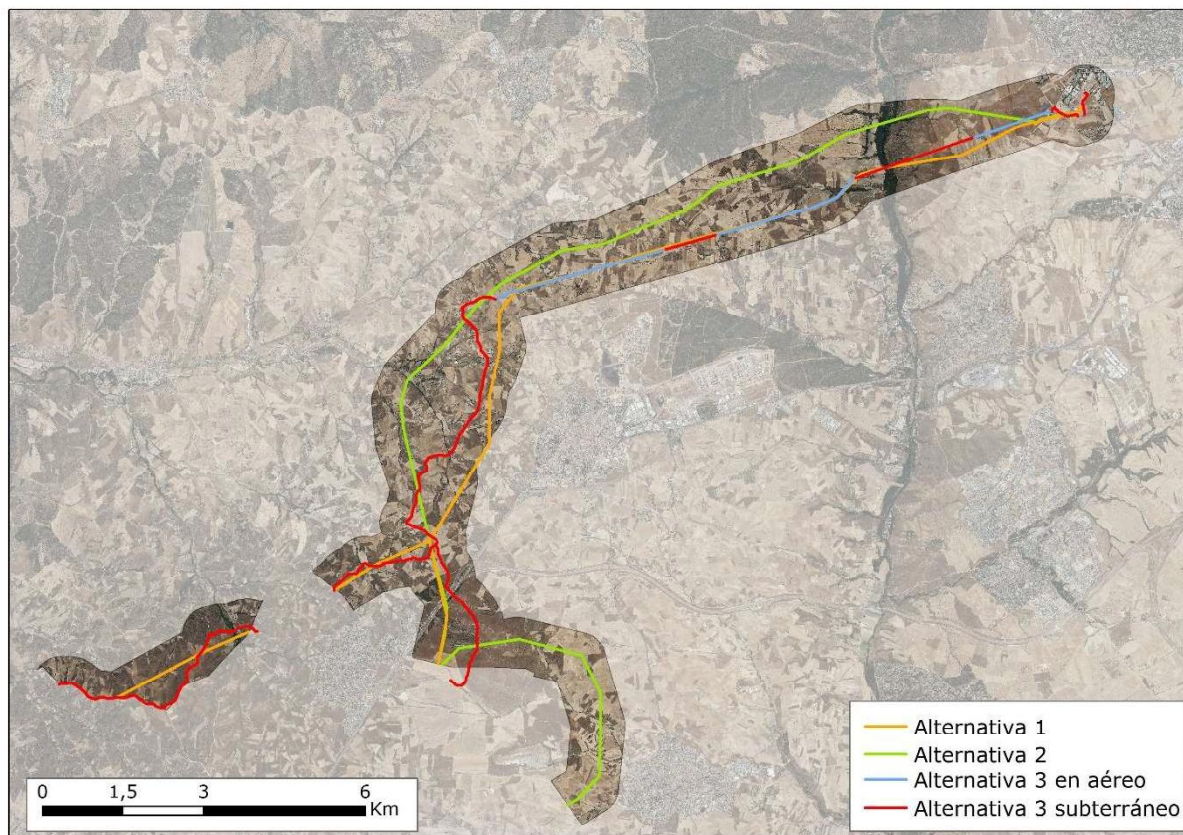 Alternativa 1
Alternativa 2
Alternativa 3 en aéreo
Alternativa 3 subterráneo
0 1,5 3 6
Km